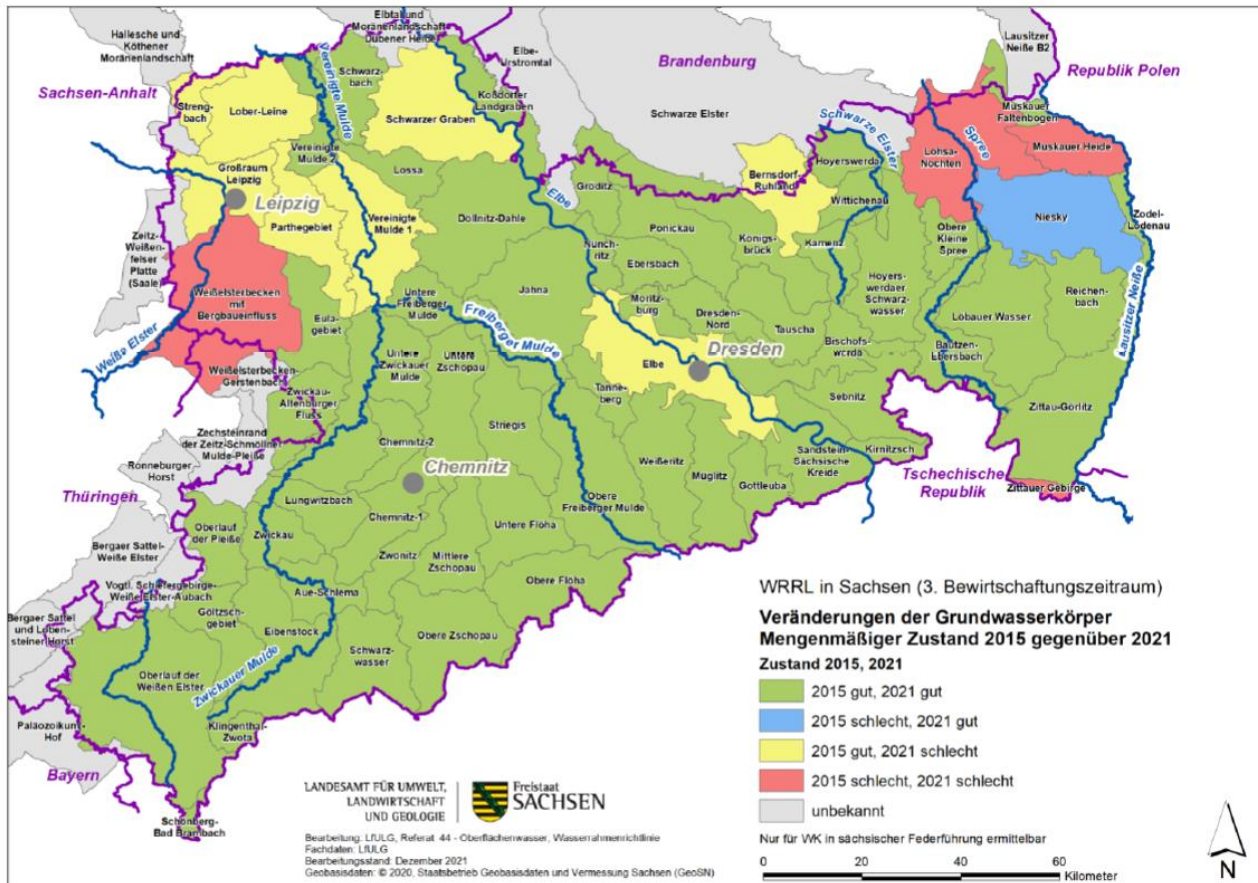 Hallesche und
Köthener
Moränenlandschaft
Elbtal und
Moränenlandschaft
Dübener Heide
Elbe-
Urstromtal
Brandenburg
Lausitzer
Neiße B2
Republik Polen
Sachsen-Anhalt
Vereinigte Mulde
Schwarz-
bach
Koßdorfer
Landgraben
Schwarze Elster
Schwarze Elster
Spree
Muskauer
Faltenbogen
Streng-
bach
Lober-Leine
Schwarzer Graben
Muskauer Heide
Lohsa-
Nochten
Hoyerswerda
Vereinigte
Mulde 2
Lossa
Großraum
Leipzig
Leipzig
Bernsdorf-
Ruhland
Wittichenau
Niesky
Zodel-
Lodenau
Elbe
Gröditz
Parthegebiet
Vereinigte
Mulde 1
Döllnitz-Dahle
Ponickau
Königs-
brück
Kamenz
Obere
Kleine
Spree
Zeitz-
Weißen-
felser
Platte
(Saale)
Nünch-
ritz
Ebersbach
Hoyers-
werdaer
Schwarz-
wasser
Reichen-
bach
Weißelsterbecken
mit
Bergbaueinfluss
Eula-
gebiet
Untere
Freiberger
Mulde
Jahna
Moritz-
burg
Dresden-
Nord
Tauscha
Löbauer Wasser
Lausitzer Neiße
Weiße Elster
Freiberger Mulde
Dresden
Bischofs-
werda
Bautzen-
Ebersbach
Weißelsterbecken-
Gerstenbach
Untere
Zwickauer
Mulde
Untere
Zschopau
Elbe
Zwickau-
Altenburger
Fluss
Tanne-
berg
Sebnitz
Zittau-Görlitz
Zechsteinrand
der Zeitz-Schmöllner
Mulde-Pleiße
Striegis
Chemnitz-2
Sandstein-
Sächsische
Kreide
Kirnitzsch
Ronneburger
Horst
Chemnitz
Weißeritz
Müglitz
Gottleuba
Tschechische
Republik
Zittauer Gebirge
Thüringen
Lungwitzbach
Obere
Freiberger Mulde
Oberlauf
der
Pleiße
Chemnitz-1
Untere Flöha
Zwickau
Bergaer Sattel-
Weiße Elster
Zwönitz
Mittlere
Zschopau
Obere Flöha
Vogtl. Schiefergebirge-
Weiße Elster-Aubach
Aue-Schlema
Göltzsch-
gebiet
Bergaer Sattel
und Loben-
steiner Horst
Eibenstock
Obere Zschopau
Schwarz-
wasser
Oberlauf der
Weißen Elster
Zwickauer Mulde
Paläozoikum
Hof
Klingenthal-
Zwota
Bayern
Schönberg-
Bad Brambach
WRRL in Sachsen (3. Bewirtschaftungszeitraum)
Veränderungen der Grundwasserkörper
Mengenmäßiger Zustand 2015 gegenüber 2021
Zustand 2015, 2021
2015 gut, 2021 gut
2015 schlecht, 2021 gut
2015 gut, 2021 schlecht
2015 schlecht, 2021 schlecht
unbekannt
Nur für WK in sächsischer Federführung ermittelbar
0 20 40 60
Kilometer
N
LANDESAMT FÜR UMWELT,
LANDWIRTSCHAFT
UND GEOLOGIE
Freistaat
SACHSEN
Bearbeitung: LfULG, Referat 44 - Oberflächenwasser, Wasserrahmenrichtlinie
Fachdaten: LfULG
Bearbeitungsstand: Dezember 2021
Geobasisdaten: © 2020, Staatsbetrieb Geobasisdaten und Vermessung Sachsen (GeoSN)